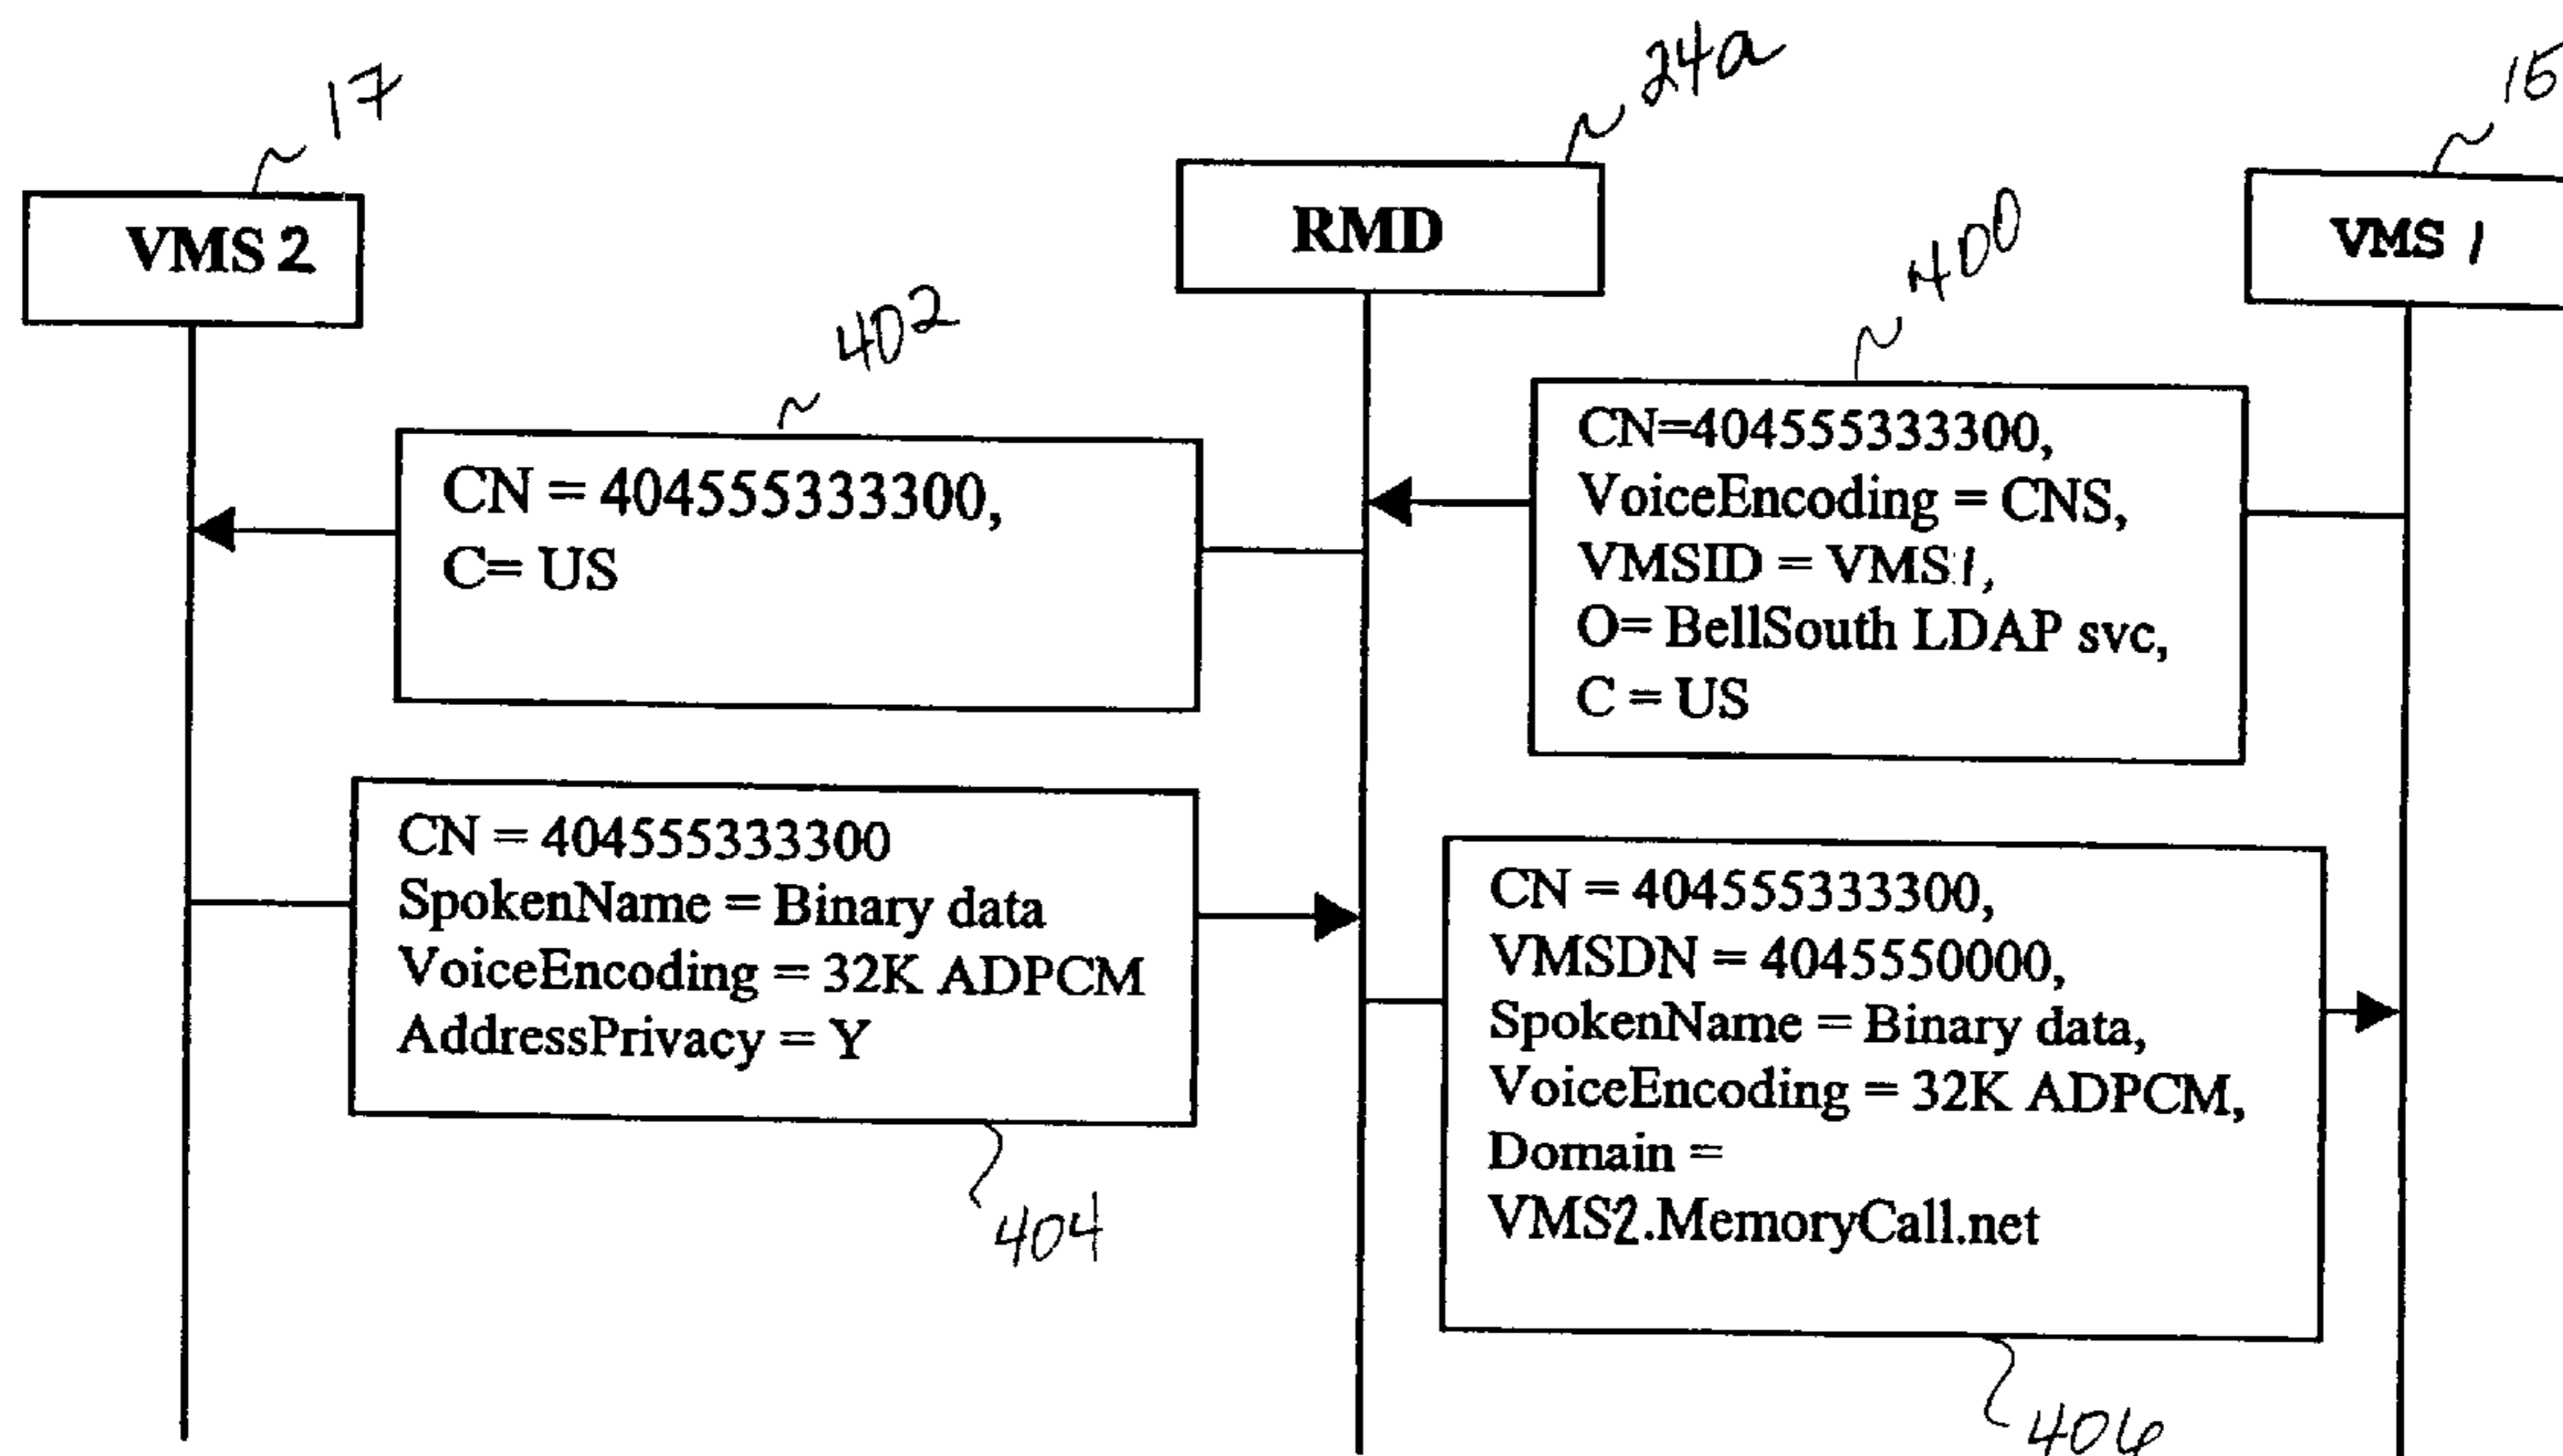 17
24a
15
VMS 2
RMD
VMS 1
402
400
CN = 404555333300,
C= US
CN=404555333300,
VoiceEncoding = CNS,
VMSID = VMS1,
O= BellSouth LDAP svc,
C = US
CN = 404555333300
SpokenName = Binary data
VoiceEncoding = 32K ADPCM
AddressPrivacy = Y
404
CN = 404555333300,
VMSDN = 4045550000,
SpokenName = Binary data,
VoiceEncoding = 32K ADPCM,
Domain =
VMS2.MemoryCall.net
406